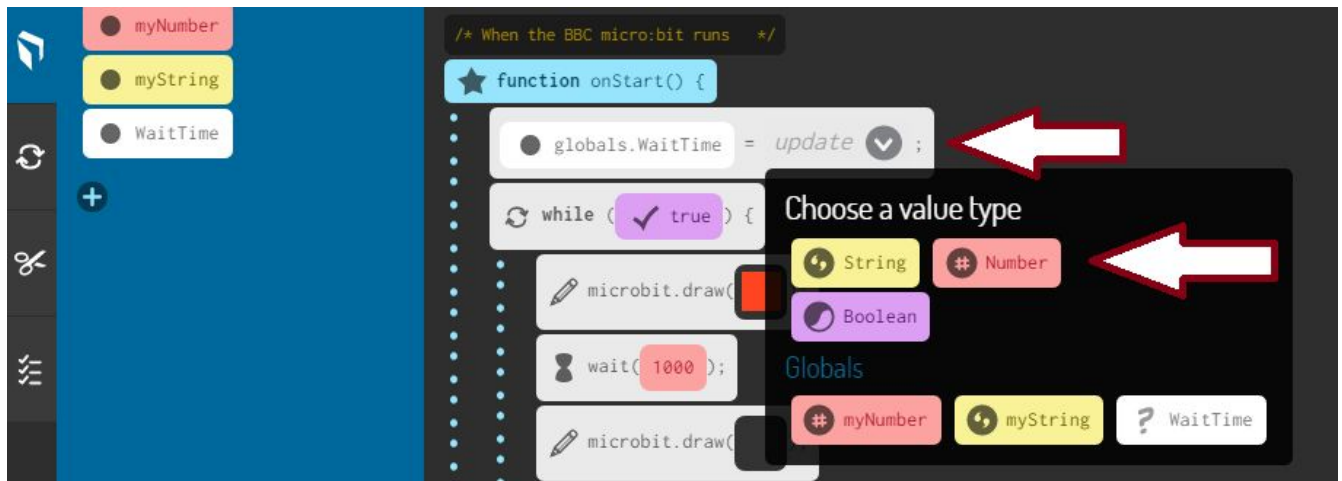 myNumber
myString
WaitTime
/* When the BBC micro:bit runs */
function onStart() {
globals.WaitTime = update ;
while ( true ) {
microbit.draw(
wait( 1000 );
microbit.draw(
Choose a value type
String Number
Boolean
Globals
myNumber myString ? WaitTime